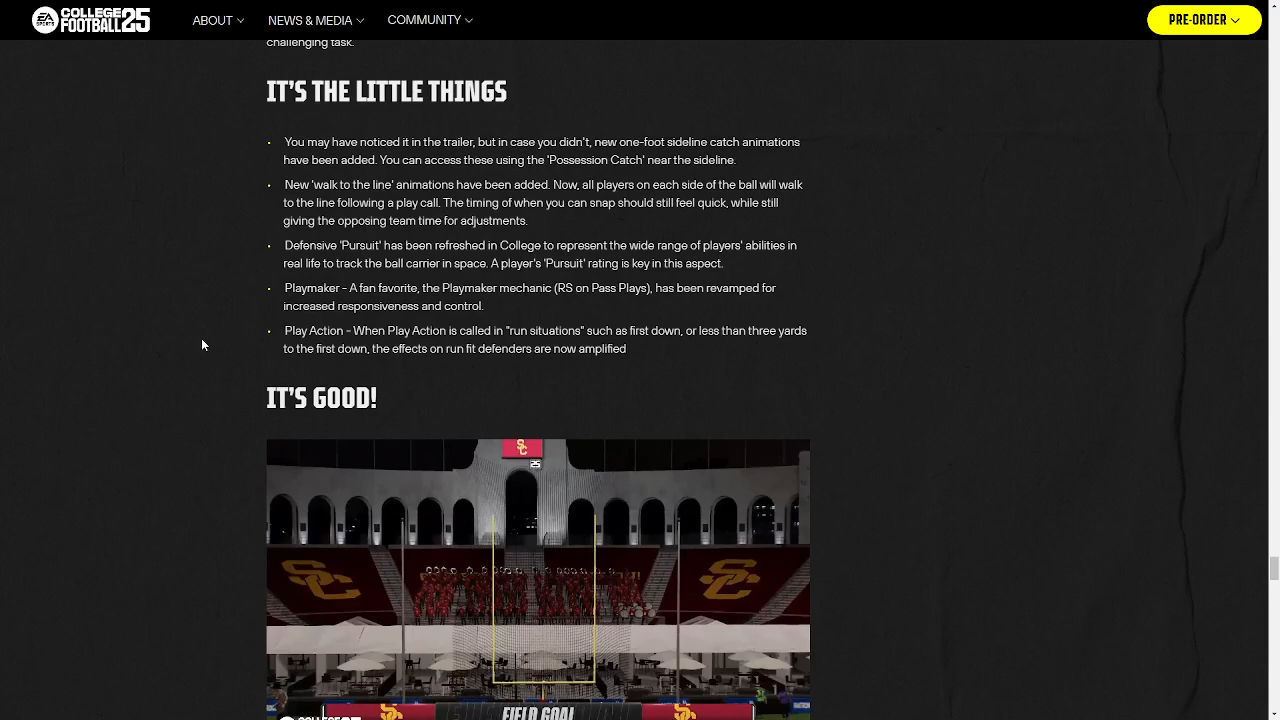 EA SPORTS COLLEGE FOOTBALL 25
ABOUT
NEWS & MEDIA
COMMUNITY
PRE-ORDER
challenging task.
IT'S THE LITTLE THINGS
• You may have noticed it in the trailer, but in case you didn't, new one-foot sideline catch animations
have been added. You can access these using the 'Possession Catch' near the sideline.
• New 'walk to the line' animations have been added. Now, all players on each side of the ball will walk
to the line following a play call. The timing of when you can snap should still feel quick, while still
giving the opposing team time for adjustments.
• Defensive 'Pursuit' has been refreshed in College to represent the wide range of players' abilities in
real life to track the ball carrier in space. A player's 'Pursuit' rating is key in this aspect.
• Playmaker - A fan favorite, the Playmaker mechanic (RS on Pass Plays), has been revamped for
increased responsiveness and control.
• Play Action - When Play Action is called in "run situations" such as first down, or less than three yards
to the first down, the effects on run fit defenders are now amplified
IT'S GOOD!
SC
25
SC
SC
FIELD GOAL